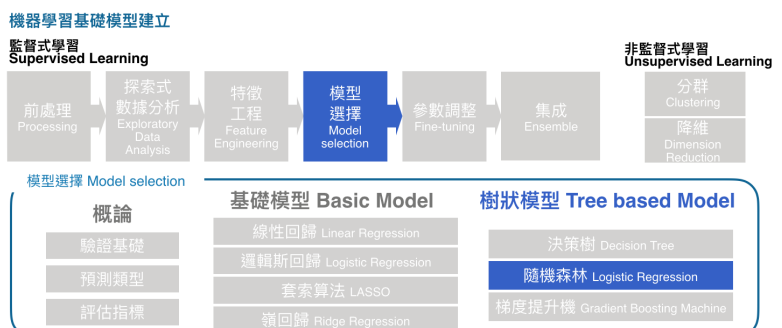 機器學習基礎模型建立
監督式學習
Supervised Learning
非監督式學習
Unsupervised Learning
前處理
Processing
探索式
數據分析
Exploratory
Data
Analysis
特徵
工程
Feature
Engineering
模型
選擇
Model
selection
參數調整
Fine-tuning
集成
Ensemble
分群
Clustering
降維
Dimension
Reduction
模型選擇 Model selection
概論
驗證基礎
預測類型
評估指標
基礎模型 Basic Model
線性回歸 Linear Regression
邏輯斯回歸 Logistic Regression
套索算法 LASSO
嶺回歸 Ridge Regression
樹狀模型 Tree based Model
決策樹 Decision Tree
隨機森林 Logistic Regression
梯度提升機 Gradient Boosting Machine